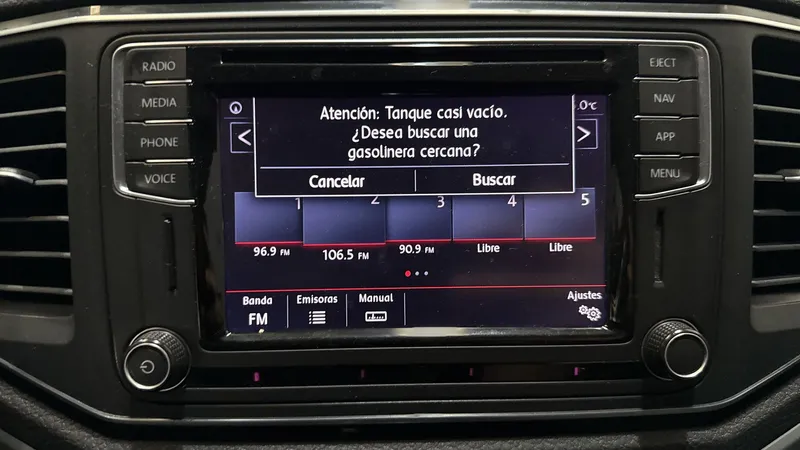 RADIO
MEDIA
PHONE
VOICE
EJECT
NAV
APP
MENU
.0°C
Atención: Tanque casi vacío.
¿Desea buscar una
gasolinera cercana?
<
>
Cancelar
Buscar
1
2
3
4
5
96.9 FM
106.5 FM
90.9 FM
Libre
Libre
Banda
FM
Emisoras
Manual
Ajustes